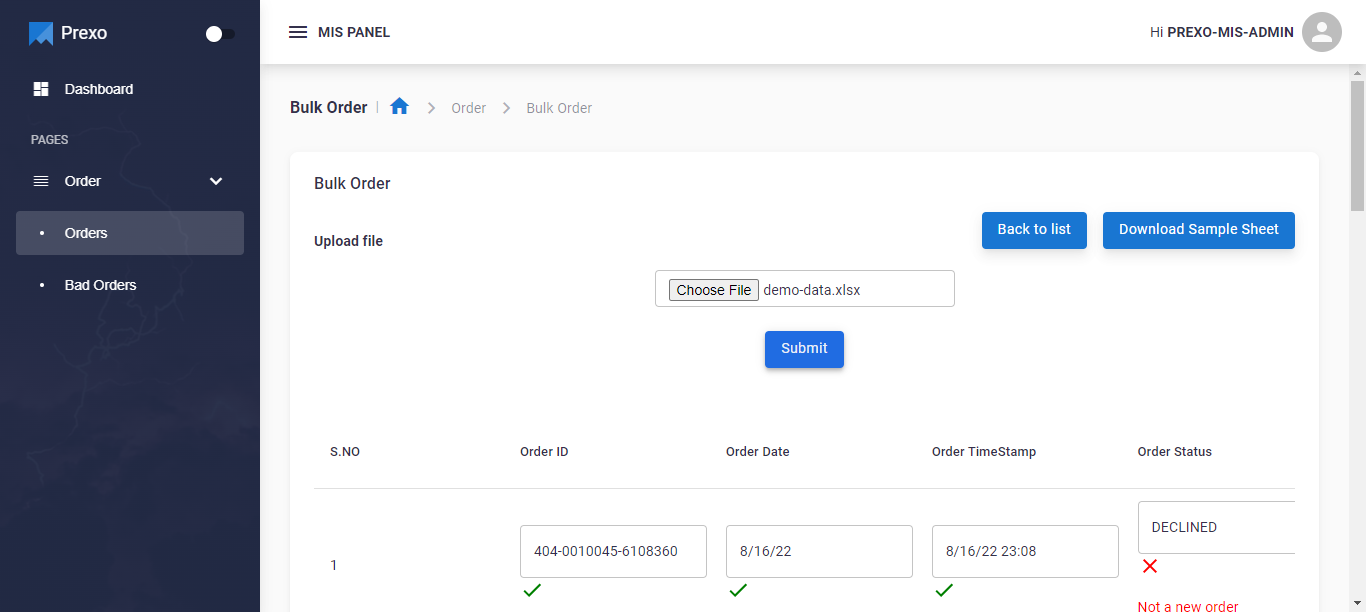 Prexo
MIS PANEL
Hi PREXO-MIS-ADMIN
Dashboard
PAGES
Order
Orders
Bad Orders
Bulk Order | Order Bulk Order
Bulk Order
Upload file
Back to list
Download Sample Sheet
Choose File demo-data.xlsx
Submit
S.NO Order ID Order Date Order TimeStamp Order Status
1 404-0010045-6108360 8/16/22 8/16/22 23:08 DECLINED
Not a new order